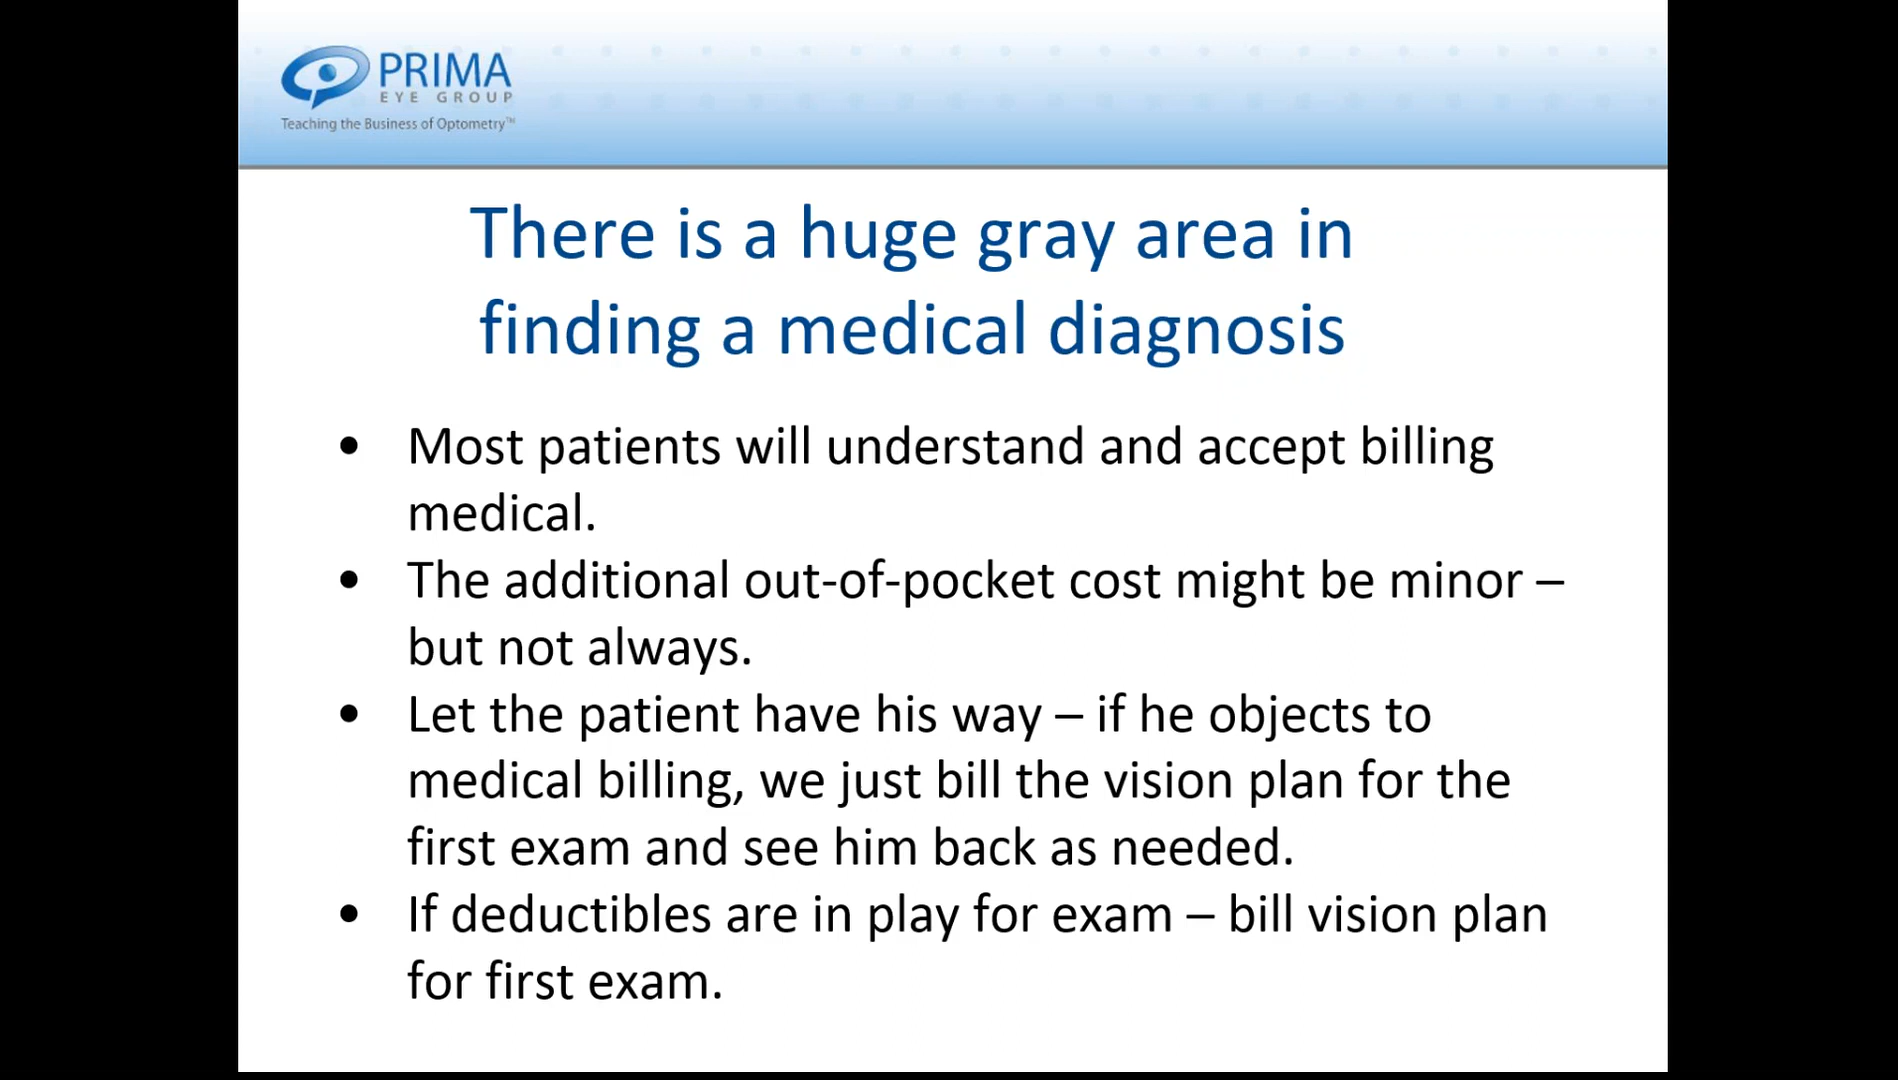 PRIMA
EYE GROUP
Teaching the Business of Optometry™
There is a huge gray area in
finding a medical diagnosis
• Most patients will understand and accept billing
medical.
• The additional out-of-pocket cost might be minor –
but not always.
• Let the patient have his way – if he objects to
medical billing, we just bill the vision plan for the
first exam and see him back as needed.
• If deductibles are in play for exam – bill vision plan
for first exam.